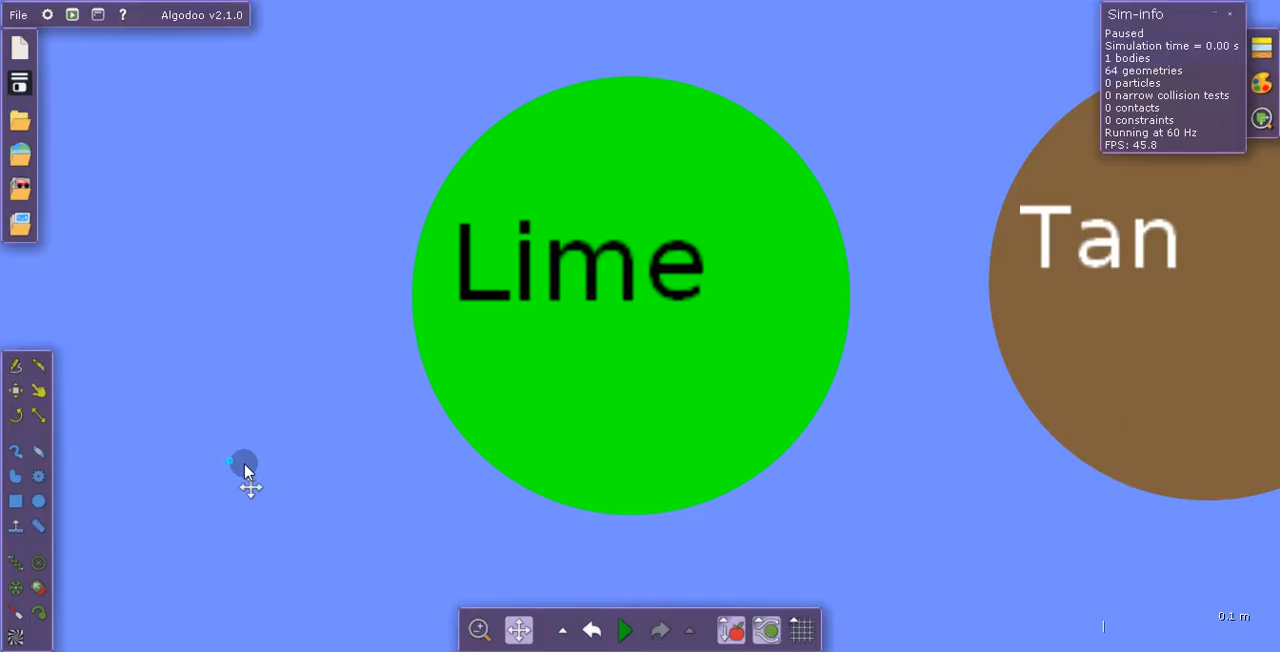 File ? Algodoo v2.1.0
Sim-info
Paused
Simulation time = 0.00 s
1 bodies
64 geometries
0 particles
0 narrow collision tests
0 contacts
0 constraints
Running at 60 Hz
FPS: 45.8
Lime
Tan
0.1 m